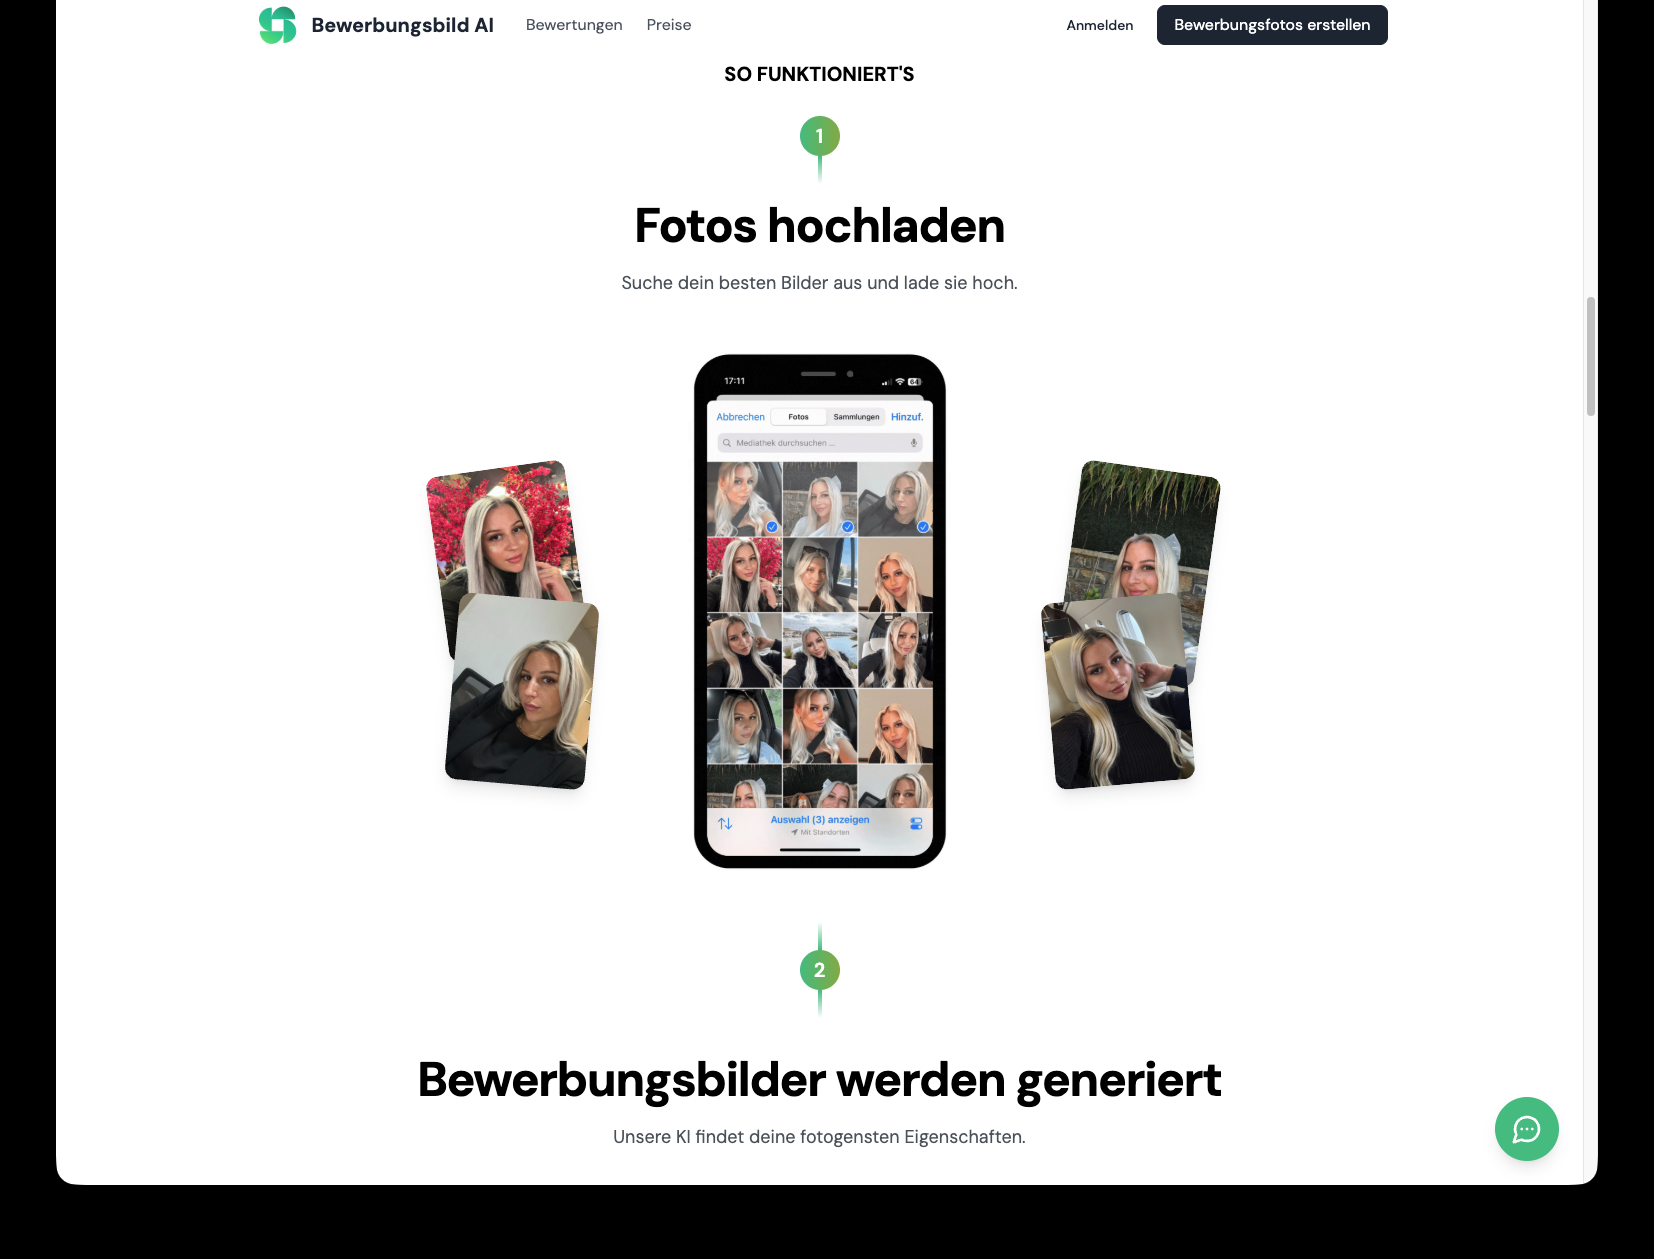 Bewerbungsbild AI
Bewertungen
Preise
Anmelden
Bewerbungsfotos erstellen
SO FUNKTIONIERT'S
1
Fotos hochladen
Suche dein besten Bilder aus und lade sie hoch.
17:11
64
Abbrechen
Fotos
Sammlungen
Hinzuf.
Mediathek durchsuchen ...
Auswahl (3) anzeigen
Mit Standorten
2
Bewerbungsbilder werden generiert
Unsere KI findet deine fotogensten Eigenschaften.